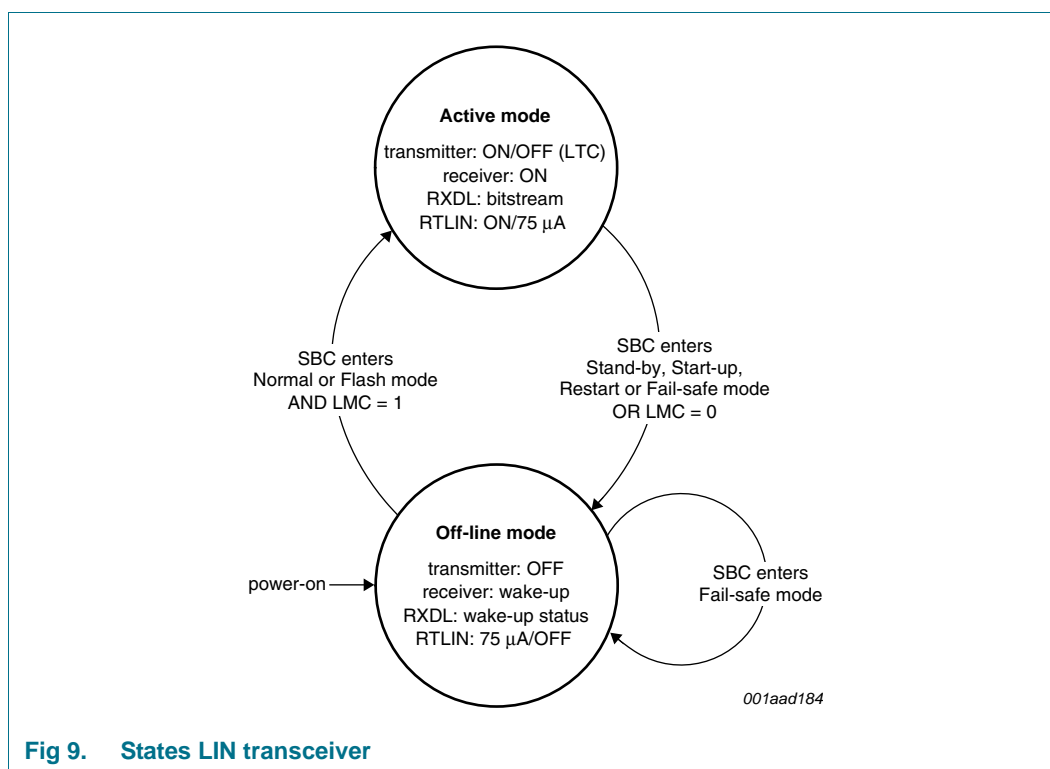 Active mode
transmitter: ON/OFF (LTC)
receiver: ON
RXDL: bitstream
RTLIN: ON/75 μA
SBC enters
Normal or Flash mode
AND LMC = 1
SBC enters
Stand-by, Start-up,
Restart or Fail-safe mode
OR LMC = 0
power-on
Off-line mode
transmitter: OFF
receiver: wake-up
RXDL: wake-up status
RTLIN: 75 μA/OFF
SBC enters
Fail-safe mode
001aad184
Fig 9. States LIN transceiver